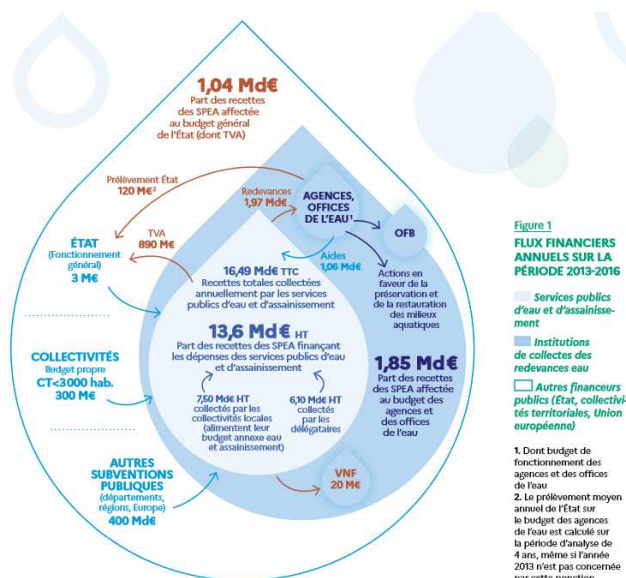 1,04 Md€
Part des recettes
des SPEA affectée
au budget général
de l'État (dont TVA)
Prélèvement État
120 M€²
Redevances
1,97 Md€
AGENCES,
OFFICES
DE L'EAU¹
OFB
ÉTAT
(Fonctionnement
général)
3 M€
TVA
890 M€
Aides
1,06 Md€
Actions en
faveur de la
préservation et
de la restauration
des milieux
aquatiques
16,49 Md€ TTC
Recettes totales collectées
annuellement par les services
publics d'eau et d'assainissement
13,6 Md€ HT
Part des recettes des SPEA finançant
les dépenses des services publics d'eau
et d'assainissement
7,50 Md€ HT
collectés par les
collectivités locales
(alimentent leur
budget annexe eau
et assainissement)
6,10 Md€ HT
collectés
par les
délégataires
1,85 Md€
Part des recettes
des SPEA affectée
au budget des
agences et
des offices
de l'eau
COLLECTIVITÉS
Budget propre
CT<3000 hab.
300 M€
AUTRES
SUBVENTIONS
PUBLIQUES
(départements,
régions, Europe)
400 Md€
VNF
20 M€
Figure 1
FLUX FINANCIERS
ANNUELS SUR LA
PÉRIODE 2013-2016
Services publics
d'eau et d'assainisse-
ment
Institutions
de collectes des
redevances eau
Autres financeurs
publics (État, collectivi-
tés territoriales, Union
européenne)
1. Dont budget de
fonctionnement des
agences et des offices
de l'eau
2. Le prélèvement moyen
annuel de l'État sur
le budget des agences
de l'eau est calculé sur
la période d'analyse de
4 ans, même si l'année
2013 n'est pas concernée
par cette ponction